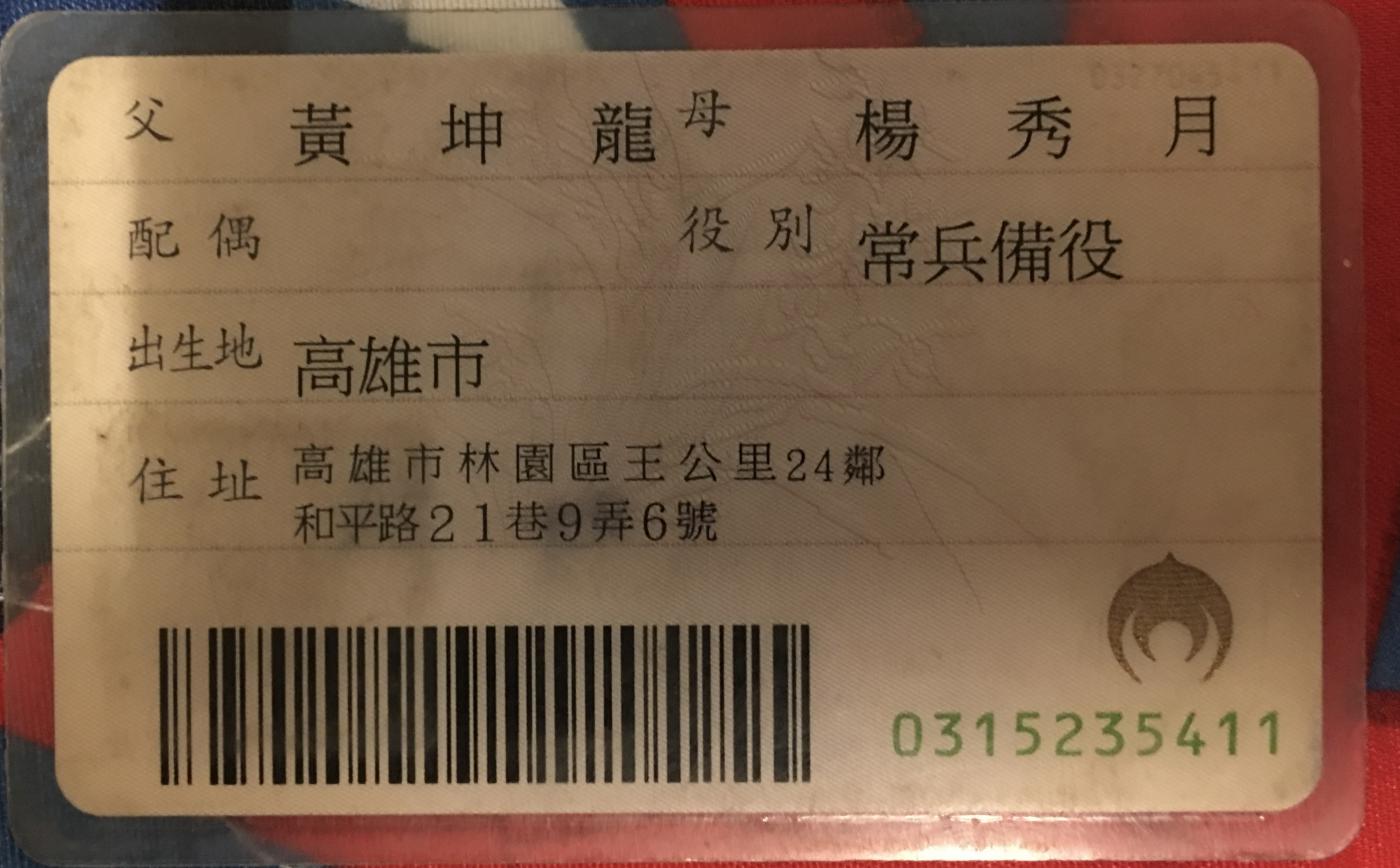 父 黃坤龍 母 楊秀月
配偶 役別 常兵備役
出生地 高雄市
住址 高雄市林園區王公里24鄰
和平路21巷9弄6號
0315235411